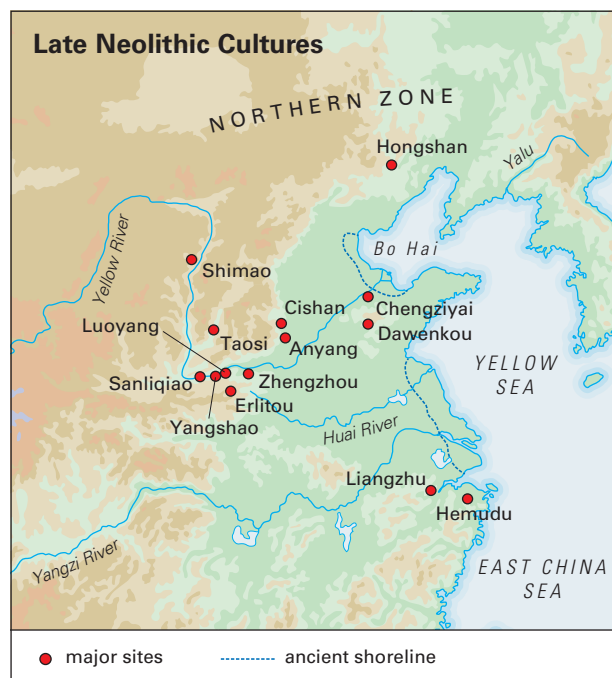 Late Neolithic Cultures
NORTHERN ZONE
Hongshan
Yalu
Bo Hai
Yellow River
Shimao
Cishan
Chengziyai
Luoyang
Taosi
Anyang
Dawenkou
YELLOW
SEA
Sanliqiao
Zhengzhou
Yangshao
Erlitou
Huai River
Liangzhu
Hemudu
Yangzi River
EAST CHINA
SEA
major sites
ancient shoreline